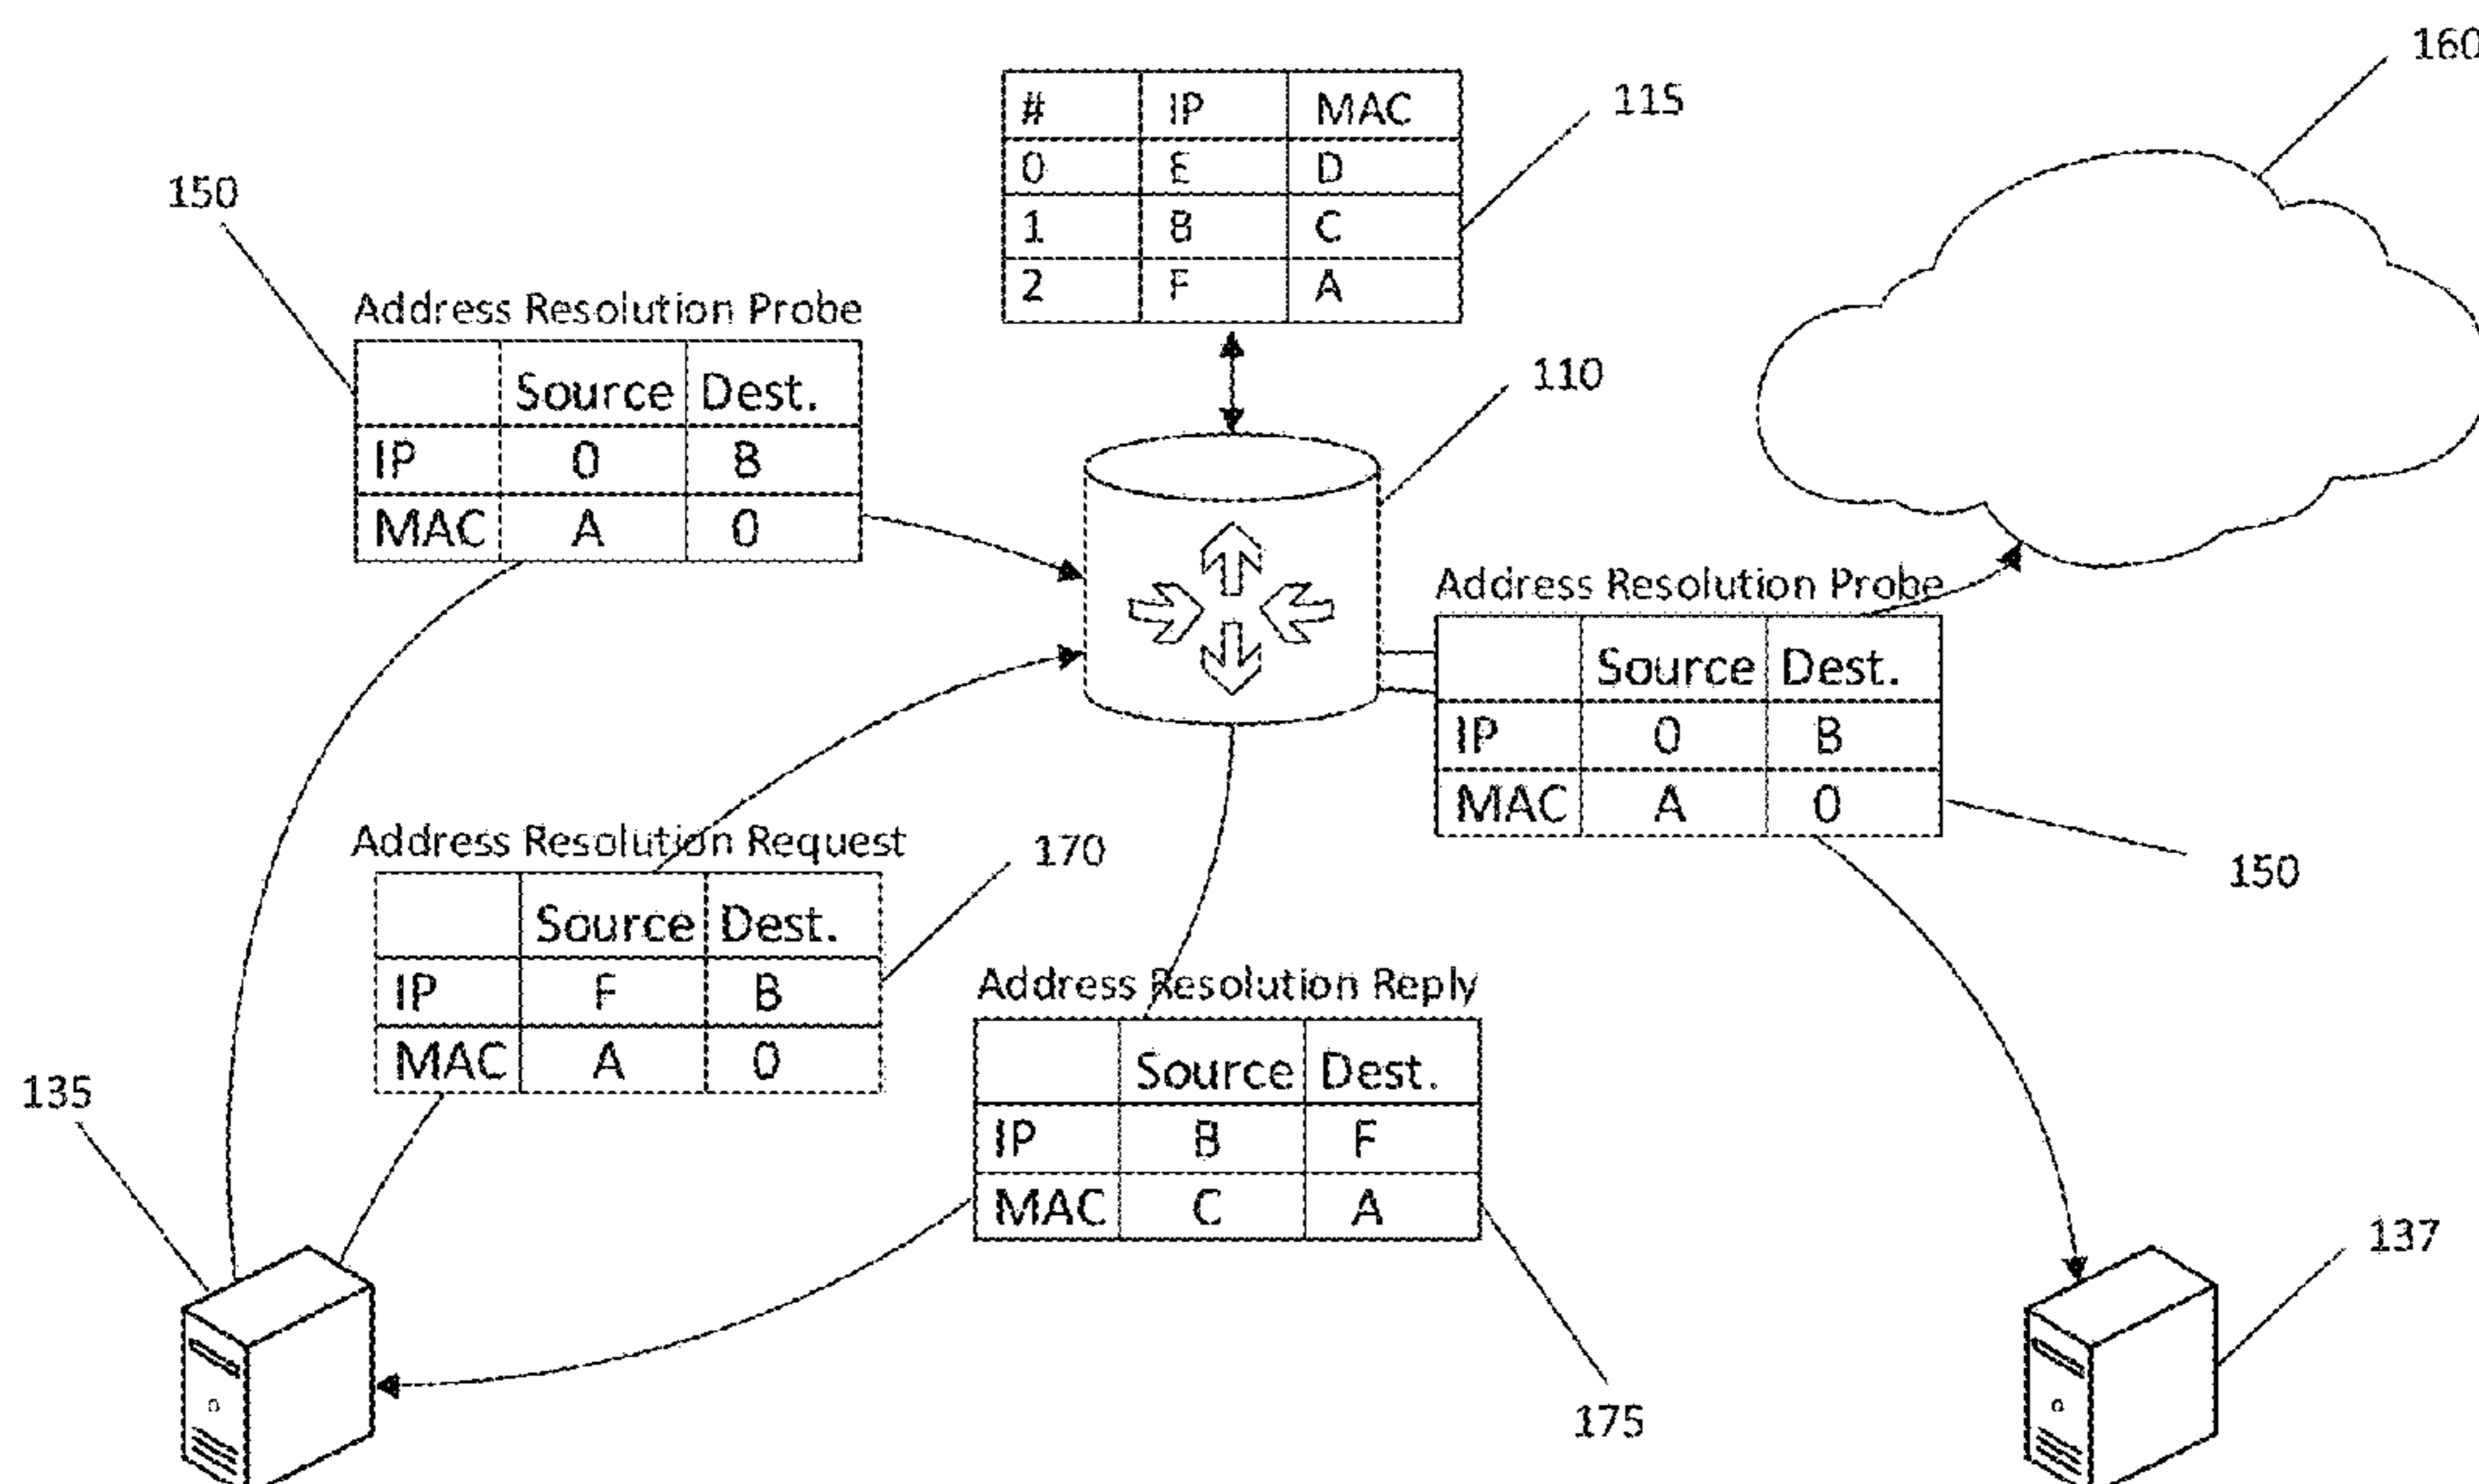 160
# IP MAC
0 E D
1 B C
2 F A
115
150
Address Resolution Probe
Source Dest.
IP 0 B
MAC A 0
110
Address Resolution Probe
Source Dest.
IP 0 B
MAC A 0
150
Address Resolution Request
170
Source Dest.
IP F B
MAC A 0
Address Resolution Reply
Source Dest.
IP B F
MAC C A
135
137
175